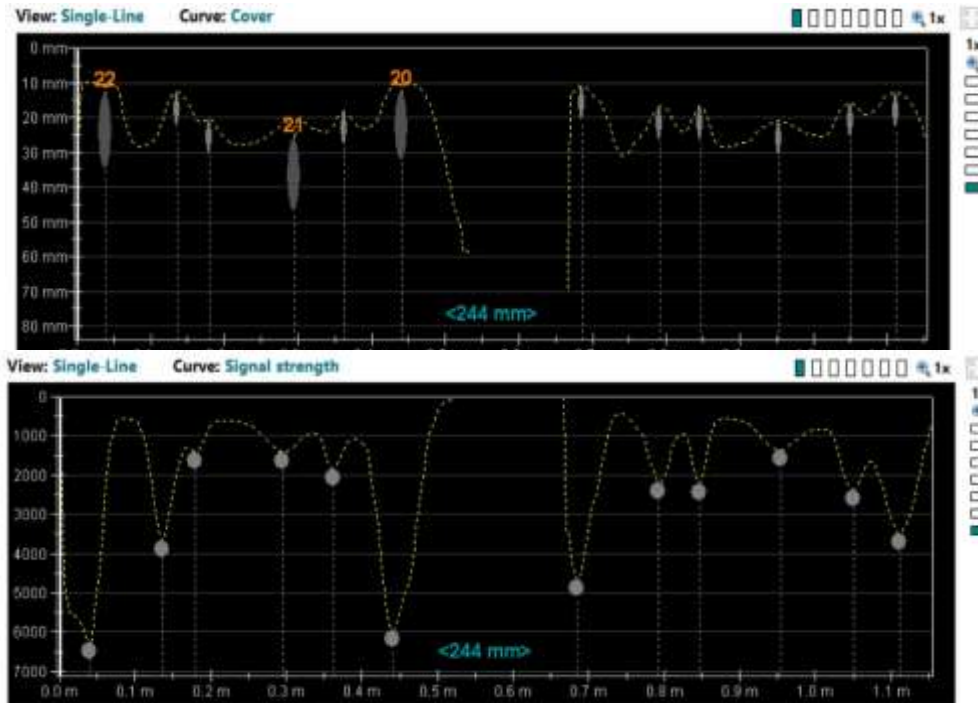 View: Single-Line Curve: Cover 1x
1x
0 mm
10 mm
20 mm
30 mm
40 mm
50 mm
60 mm
70 mm
80 mm
22
21
20
<244 mm>
View: Single-Line Curve: Signal strength 1x
0
1000
2000
3000
4000
5000
6000
7000
<244 mm>
0.0 m 0.1 m 0.2 m 0.3 m 0.4 m 0.5 m 0.6 m 0.7 m 0.8 m 0.9 m 1.0 m 1.1 m